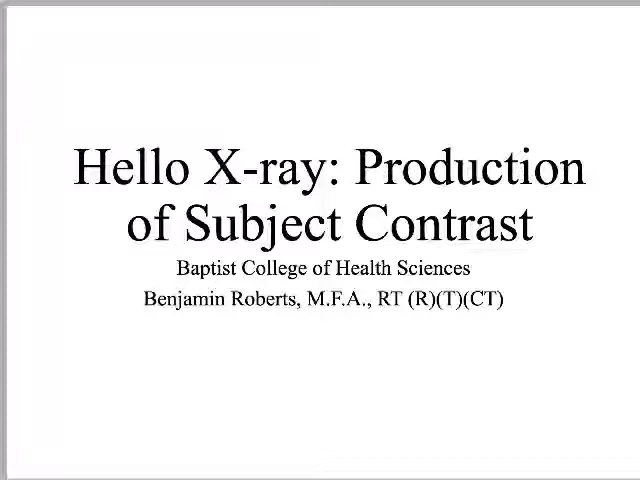 Hello X-ray: Production
of Subject Contrast
Baptist College of Health Sciences
Benjamin Roberts, M.F.A., RT (R)(T)(CT)